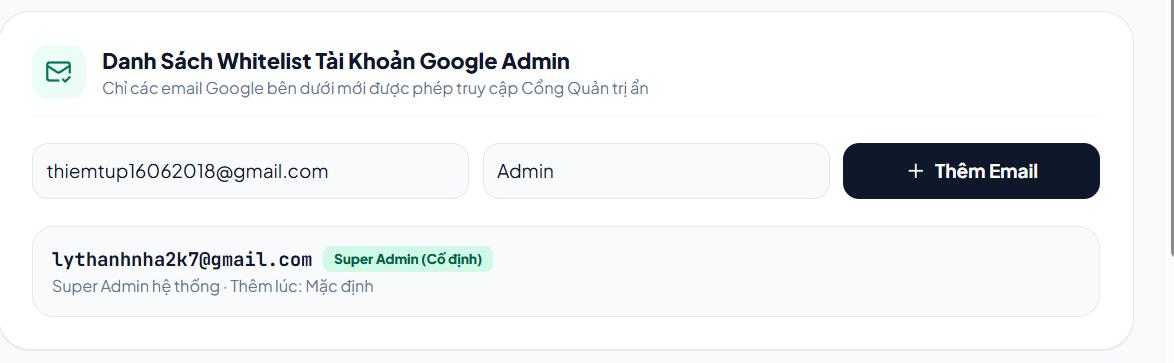 Danh Sách Whitelist Tài Khoản Google Admin
Chỉ các email Google bên dưới mới được phép truy cập Cổng Quản trị ẩn
thiemtup16062018@gmail.com
Admin
+ Thêm Email
lythanhnha2k7@gmail.com Super Admin (Cố định)
Super Admin hệ thống · Thêm lúc: Mặc định